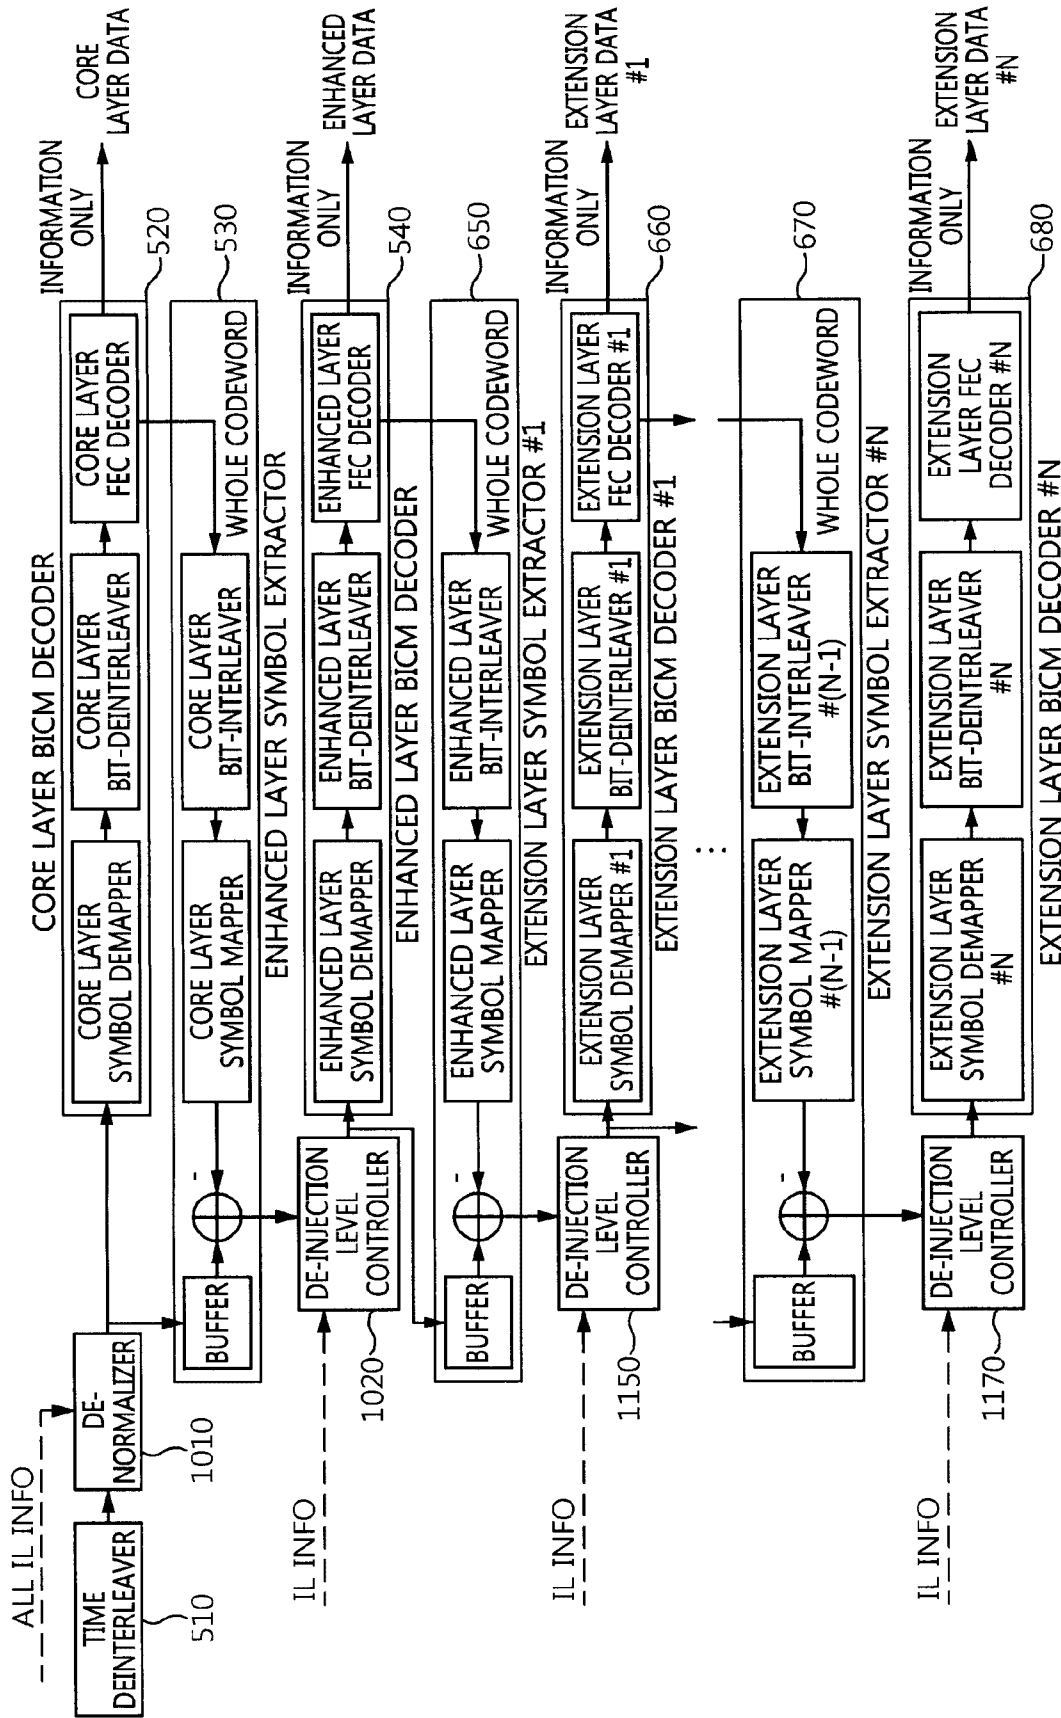 ALL IL INFO
TIME
DEINTERLEAVER
510
DE-
NORMALIZER
1010
CORE LAYER BICM DECODER
CORE LAYER
SYMBOL DEMAPPER
CORE LAYER
BIT-DEINTERLEAVER
CORE LAYER
FEC DECODER
INFORMATION
ONLY
CORE
LAYER DATA
520
BUFFER
-
CORE LAYER
SYMBOL MAPPER
CORE LAYER
BIT-INTERLEAVER
WHOLE CODEWORD
530
ENHANCED LAYER SYMBOL EXTRACTOR
IL INFO
DE-INJECTION
LEVEL
CONTROLLER
1020
ENHANCED LAYER
SYMBOL DEMAPPER
ENHANCED LAYER
BIT-DEINTERLEAVER
ENHANCED LAYER
FEC DECODER
INFORMATION
ONLY
ENHANCED
LAYER DATA
540
ENHANCED LAYER BICM DECODER
BUFFER
-
ENHANCED LAYER
SYMBOL MAPPER
ENHANCED LAYER
BIT-INTERLEAVER
WHOLE CODEWORD
650
EXTENSION LAYER SYMBOL EXTRACTOR #1
IL INFO
DE-INJECTION
LEVEL
CONTROLLER
1150
EXTENSION LAYER
SYMBOL DEMAPPER #1
EXTENSION LAYER
BIT-DEINTERLEAVER #1
EXTENSION LAYER
FEC DECODER #1
INFORMATION
ONLY
EXTENSION
LAYER DATA
#1
660
EXTENSION LAYER BICM DECODER #1
...
BUFFER
-
EXTENSION LAYER
SYMBOL MAPPER
#(N-1)
EXTENSION LAYER
BIT-INTERLEAVER
#(N-1)
WHOLE CODEWORD
670
EXTENSION LAYER SYMBOL EXTRACTOR #N
IL INFO
DE-INJECTION
LEVEL
CONTROLLER
1170
EXTENSION LAYER
SYMBOL DEMAPPER
#N
EXTENSION LAYER
BIT-DEINTERLEAVER
#N
EXTENSION
LAYER FEC
DECODER #N
INFORMATION
ONLY
EXTENSION
LAYER DATA
#N
680
EXTENSION LAYER BICM DECODER #N